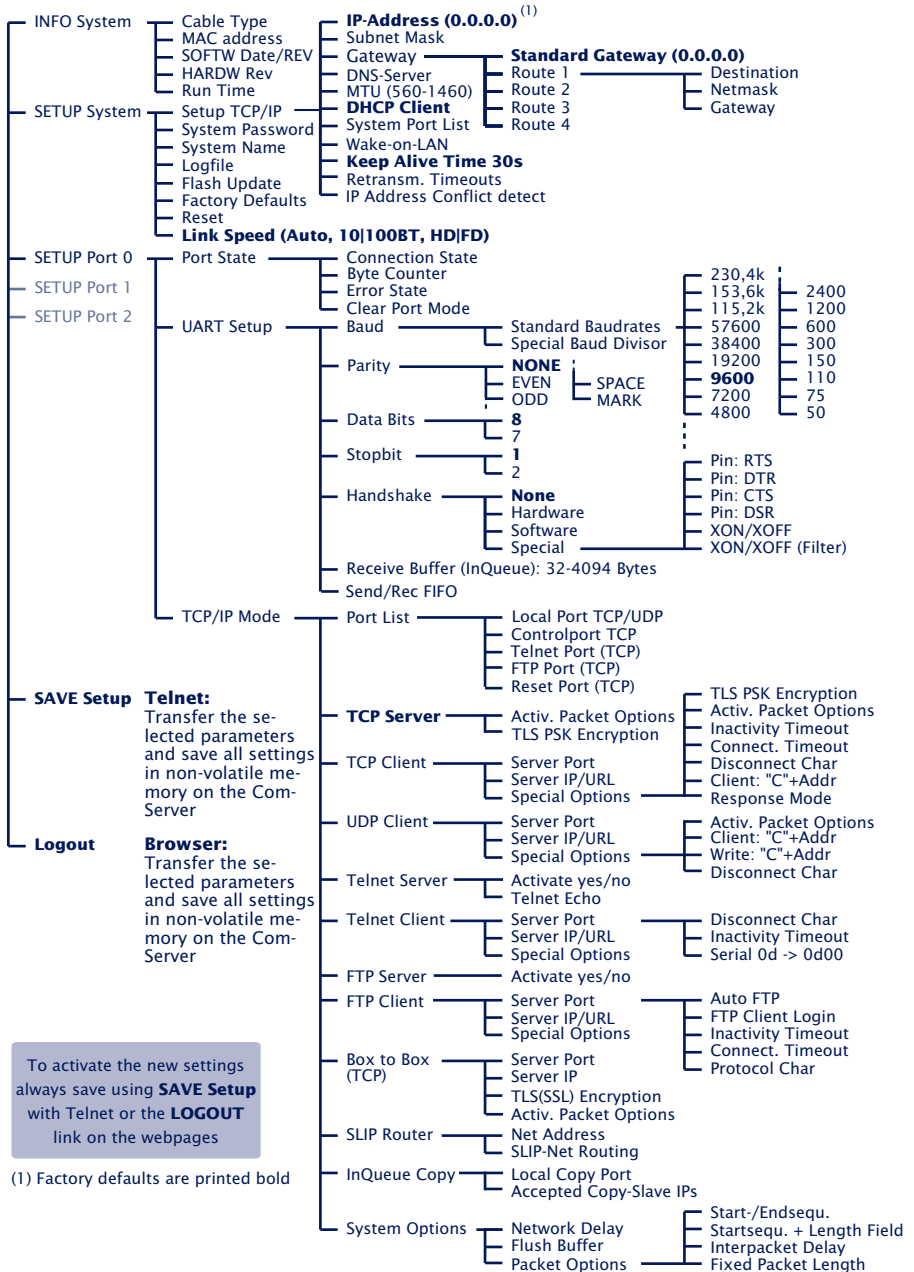 INFO System
Cable Type
MAC address
SOFTW Date/REV
HARDW Rev
Run Time
SETUP System
Setup TCP/IP
System Password
System Name
Logfile
Flash Update
Factory Defaults
Reset
Link Speed (Auto, 10|100BT, HD|FD)
IP-Address (0.0.0.0) (1)
Subnet Mask
Gateway
DNS-Server
MTU (560-1460)
DHCP Client
System Port List
Wake-on-LAN
Keep Alive Time 30s
Retransm. Timeouts
IP Address Conflict detect
Standard Gateway (0.0.0.0)
Route 1
Route 2
Route 3
Route 4
Destination
Netmask
Gateway
SETUP Port 0
SETUP Port 1
SETUP Port 2
Port State
Connection State
Byte Counter
Error State
Clear Port Mode
UART Setup
Baud
Standard Baudrates
Special Baud Divisor
230,4k
153,6k
115,2k
57600
38400
19200
9600
7200
4800
2400
1200
600
300
150
110
75
50
Parity
NONE
EVEN
ODD
SPACE
MARK
Data Bits
8
7
Stopbit
1
2
Handshake
None
Hardware
Software
Special
Pin: RTS
Pin: DTR
Pin: CTS
Pin: DSR
XON/XOFF
XON/XOFF (Filter)
Receive Buffer (InQueue): 32-4094 Bytes
Send/Rec FIFO
TCP/IP Mode
Port List
Local Port TCP/UDP
Controlport TCP
Telnet Port (TCP)
FTP Port (TCP)
Reset Port (TCP)
TCP Server
Activ. Packet Options
TLS PSK Encryption
TCP Client
Server Port
Server IP/URL
Special Options
TLS PSK Encryption
Activ. Packet Options
Inactivity Timeout
Connect. Timeout
Disconnect Char
Client: "C"+Addr
Response Mode
UDP Client
Server Port
Server IP/URL
Special Options
Activ. Packet Options
Client: "C"+Addr
Write: "C"+Addr
Disconnect Char
Telnet Server
Activate yes/no
Telnet Echo
Telnet Client
Server Port
Server IP/URL
Special Options
Disconnect Char
Inactivity Timeout
Serial 0d -> 0d00
FTP Server
Activate yes/no
FTP Client
Server Port
Server IP/URL
Special Options
Auto FTP
FTP Client Login
Inactivity Timeout
Connect. Timeout
Protocol Char
Box to Box
(TCP)
Server Port
Server IP
TLS(SSL) Encryption
Activ. Packet Options
SLIP Router
Net Address
SLIP-Net Routing
InQueue Copy
Local Copy Port
Accepted Copy-Slave IPs
System Options
Network Delay
Flush Buffer
Packet Options
Start-/Endsequ.
Startsequ. + Length Field
Interpacket Delay
Fixed Packet Length
SAVE Setup
Telnet:
Transfer the se-
lected parameters
and save all settings
in non-volatile me-
mory on the Com-
Server
Logout
Browser:
Transfer the se-
lected parameters
and save all settings
in non-volatile me-
mory on the Com-
Server
To activate the new settings
always save using SAVE Setup
with Telnet or the LOGOUT
link on the webpages
(1) Factory defaults are printed bold